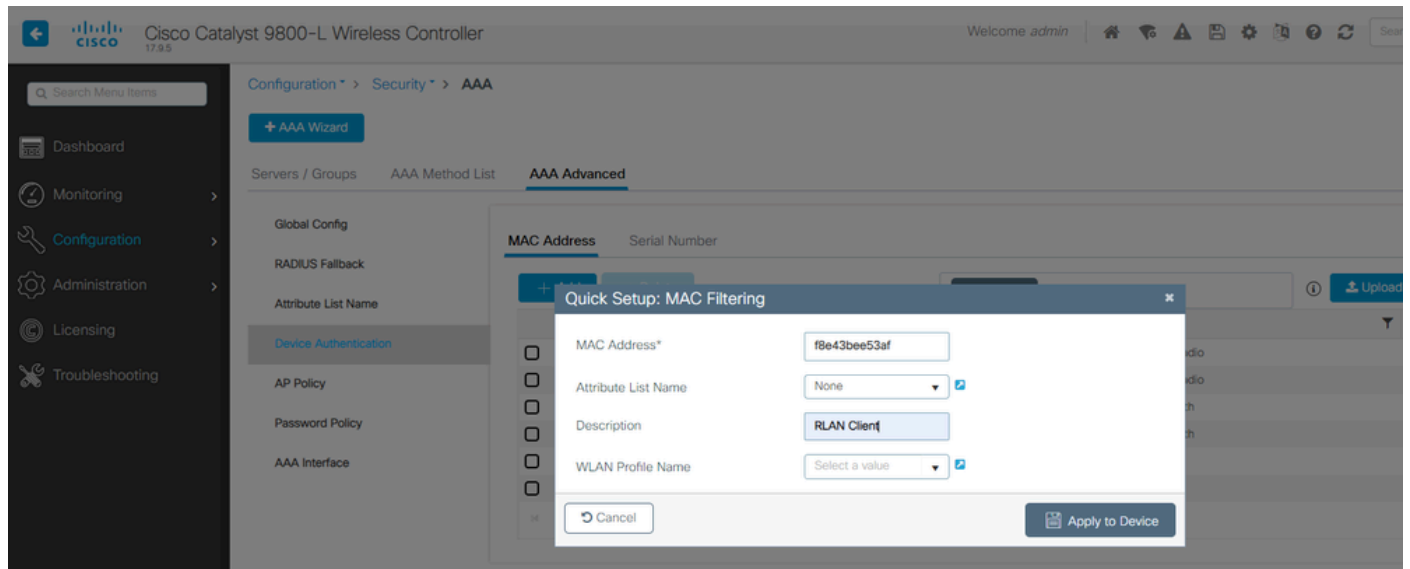 CISCO
Cisco Catalyst 9800-L Wireless Controller
17.9.5
Welcome admin
Search Menu Items
Dashboard
Monitoring
Configuration
Administration
Licensing
Troubleshooting
Configuration > Security > AAA
+ AAA Wizard
Servers / Groups AAA Method List AAA Advanced
Global Config
RADIUS Fallback
Attribute List Name
Device Authentication
AP Policy
Password Policy
AAA Interface
MAC Address Serial Number
Upload
Quick Setup: MAC Filtering
MAC Address* f8e43bee53af
Attribute List Name None
Description RLAN Client
WLAN Profile Name Select a value
Cancel Apply to Device